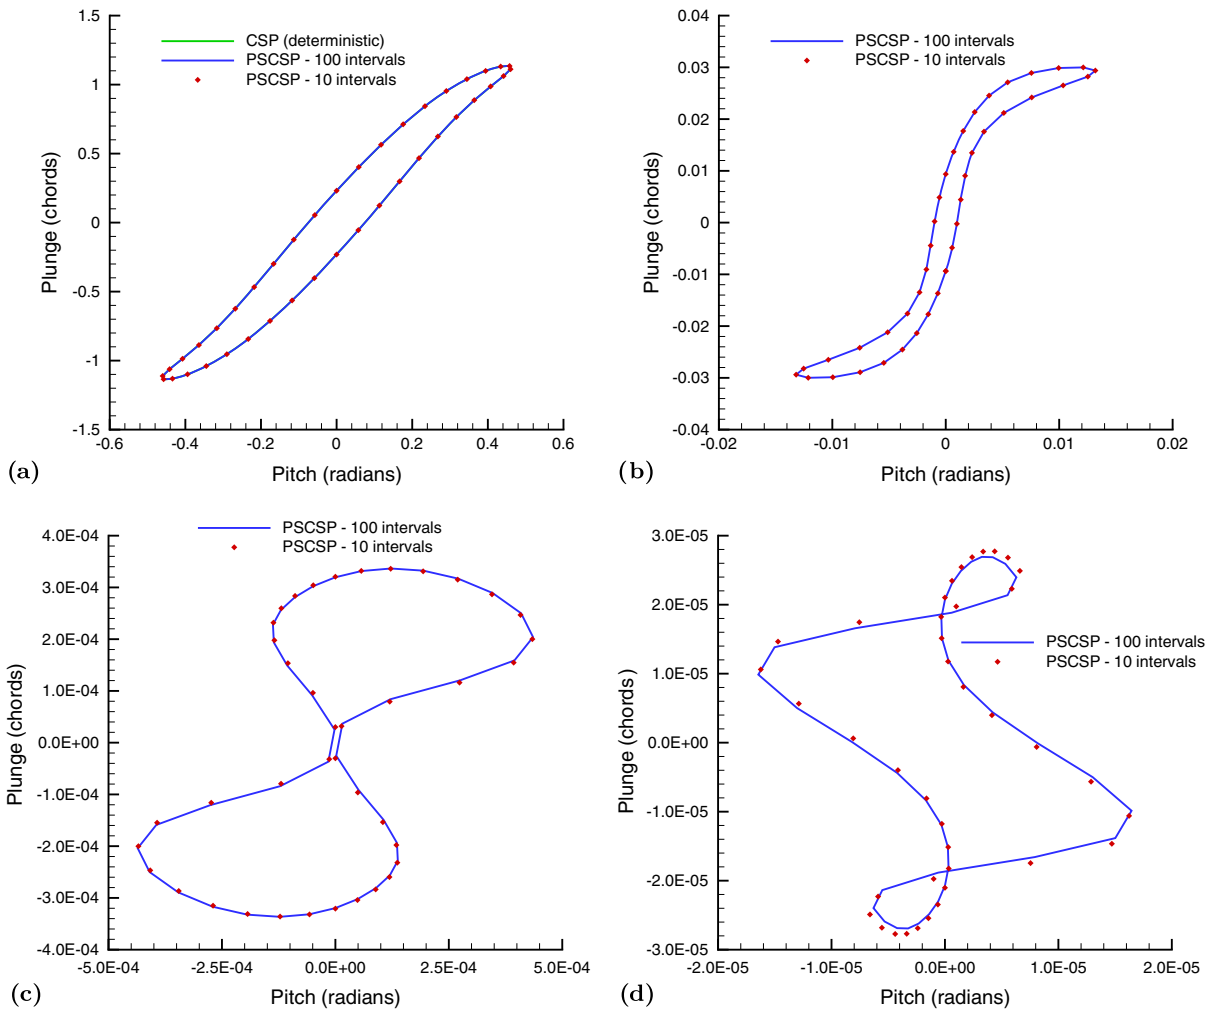 CSP (deterministic)
PSCSP - 100 intervals
PSCSP - 10 intervals
1.5
1
0.5
0
-0.5
-1
-1.5
Plunge (chords)
-0.6 -0.4 -0.2 0 0.2 0.4 0.6
Pitch (radians)
(a)
PSCSP - 100 intervals
PSCSP - 10 intervals
0.04
0.03
0.02
0.01
0
-0.01
-0.02
-0.03
-0.04
Plunge (chords)
-0.02 -0.01 0 0.01 0.02
Pitch (radians)
(b)
PSCSP - 100 intervals
PSCSP - 10 intervals
4.0E-04
3.0E-04
2.0E-04
1.0E-04
0.0E+00
-1.0E-04
-2.0E-04
-3.0E-04
-4.0E-04
Plunge (chords)
-5.0E-04 -2.5E-04 0.0E+00 2.5E-04 5.0E-04
Pitch (radians)
(c)
PSCSP - 100 intervals
PSCSP - 10 intervals
3.0E-05
2.0E-05
1.0E-05
0.0E+00
-1.0E-05
-2.0E-05
-3.0E-05
Plunge (chords)
-2.0E-05 -1.0E-05 0.0E+00 1.0E-05 2.0E-05
Pitch (radians)
(d)